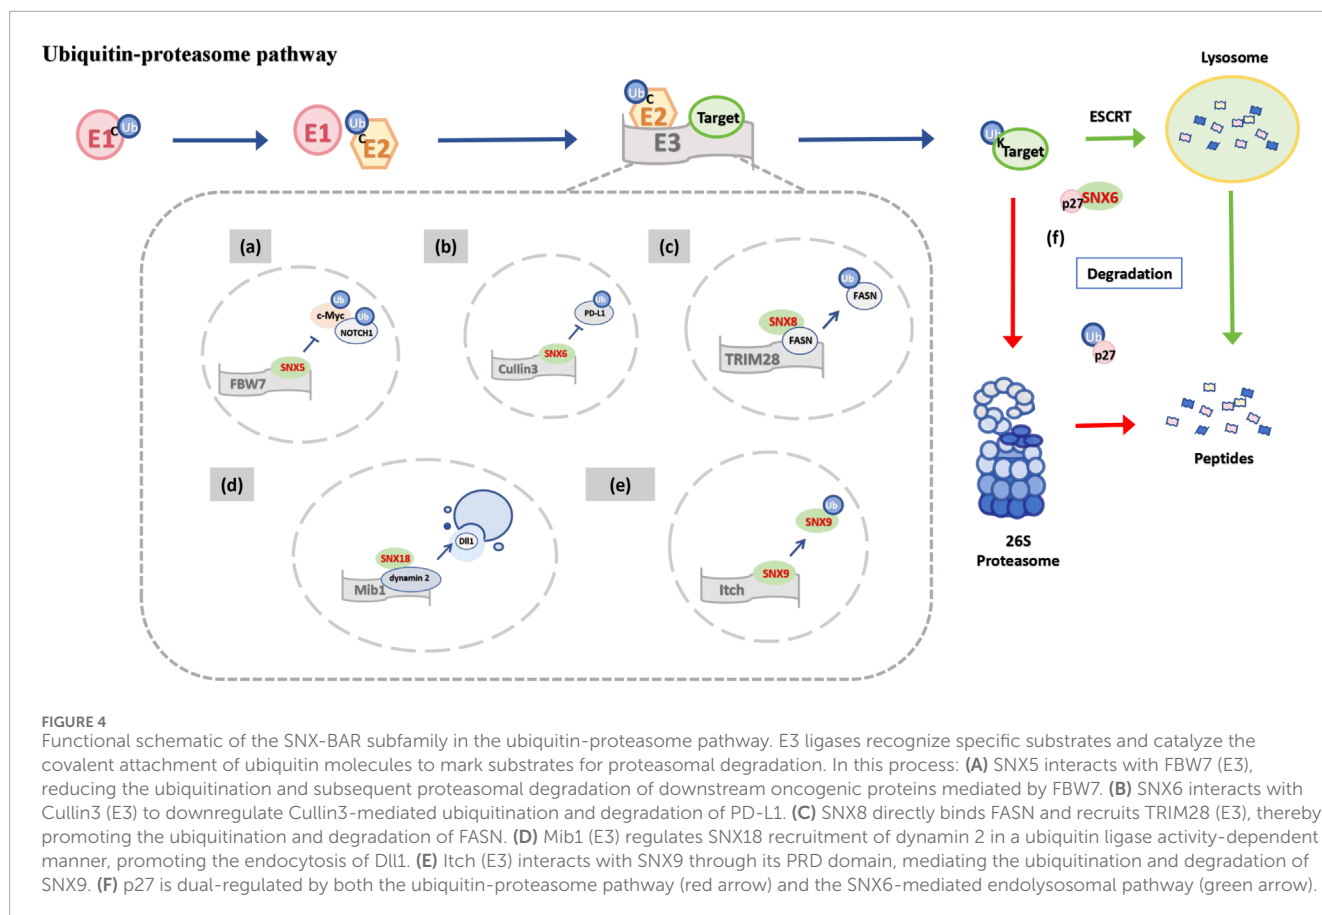 Ubiquitin-proteasome pathway
Lysosome
E1 C Ub
E1
Ub C E2
Ub C E2
Target
E3
Ub K Target
ESCRT
p27 SNX6
(f)
Degradation
Ub p27
26S
Proteasome
Peptides
(a)
Ub
c-Myc
Ub
NOTCH1
SNX5
FBW7
(b)
Ub
PD-L1
SNX6
Cullin3
(c)
Ub
FASN
SNX8
FASN
TRIM28
(d)
Dll1
SNX18
dynamin 2
Mib1
(e)
Ub
SNX9
SNX9
Itch
FIGURE 4
Functional schematic of the SNX-BAR subfamily in the ubiquitin-proteasome pathway. E3 ligases recognize specific substrates and catalyze the
covalent attachment of ubiquitin molecules to mark substrates for proteasomal degradation. In this process: (A) SNX5 interacts with FBW7 (E3),
reducing the ubiquitination and subsequent proteasomal degradation of downstream oncogenic proteins mediated by FBW7. (B) SNX6 interacts with
Cullin3 (E3) to downregulate Cullin3-mediated ubiquitination and degradation of PD-L1. (C) SNX8 directly binds FASN and recruits TRIM28 (E3), thereby
promoting the ubiquitination and degradation of FASN. (D) Mib1 (E3) regulates SNX18 recruitment of dynamin 2 in a ubiquitin ligase activity-dependent
manner, promoting the endocytosis of Dll1. (E) Itch (E3) interacts with SNX9 through its PRD domain, mediating the ubiquitination and degradation of
SNX9. (F) p27 is dual-regulated by both the ubiquitin-proteasome pathway (red arrow) and the SNX6-mediated endolysosomal pathway (green arrow).